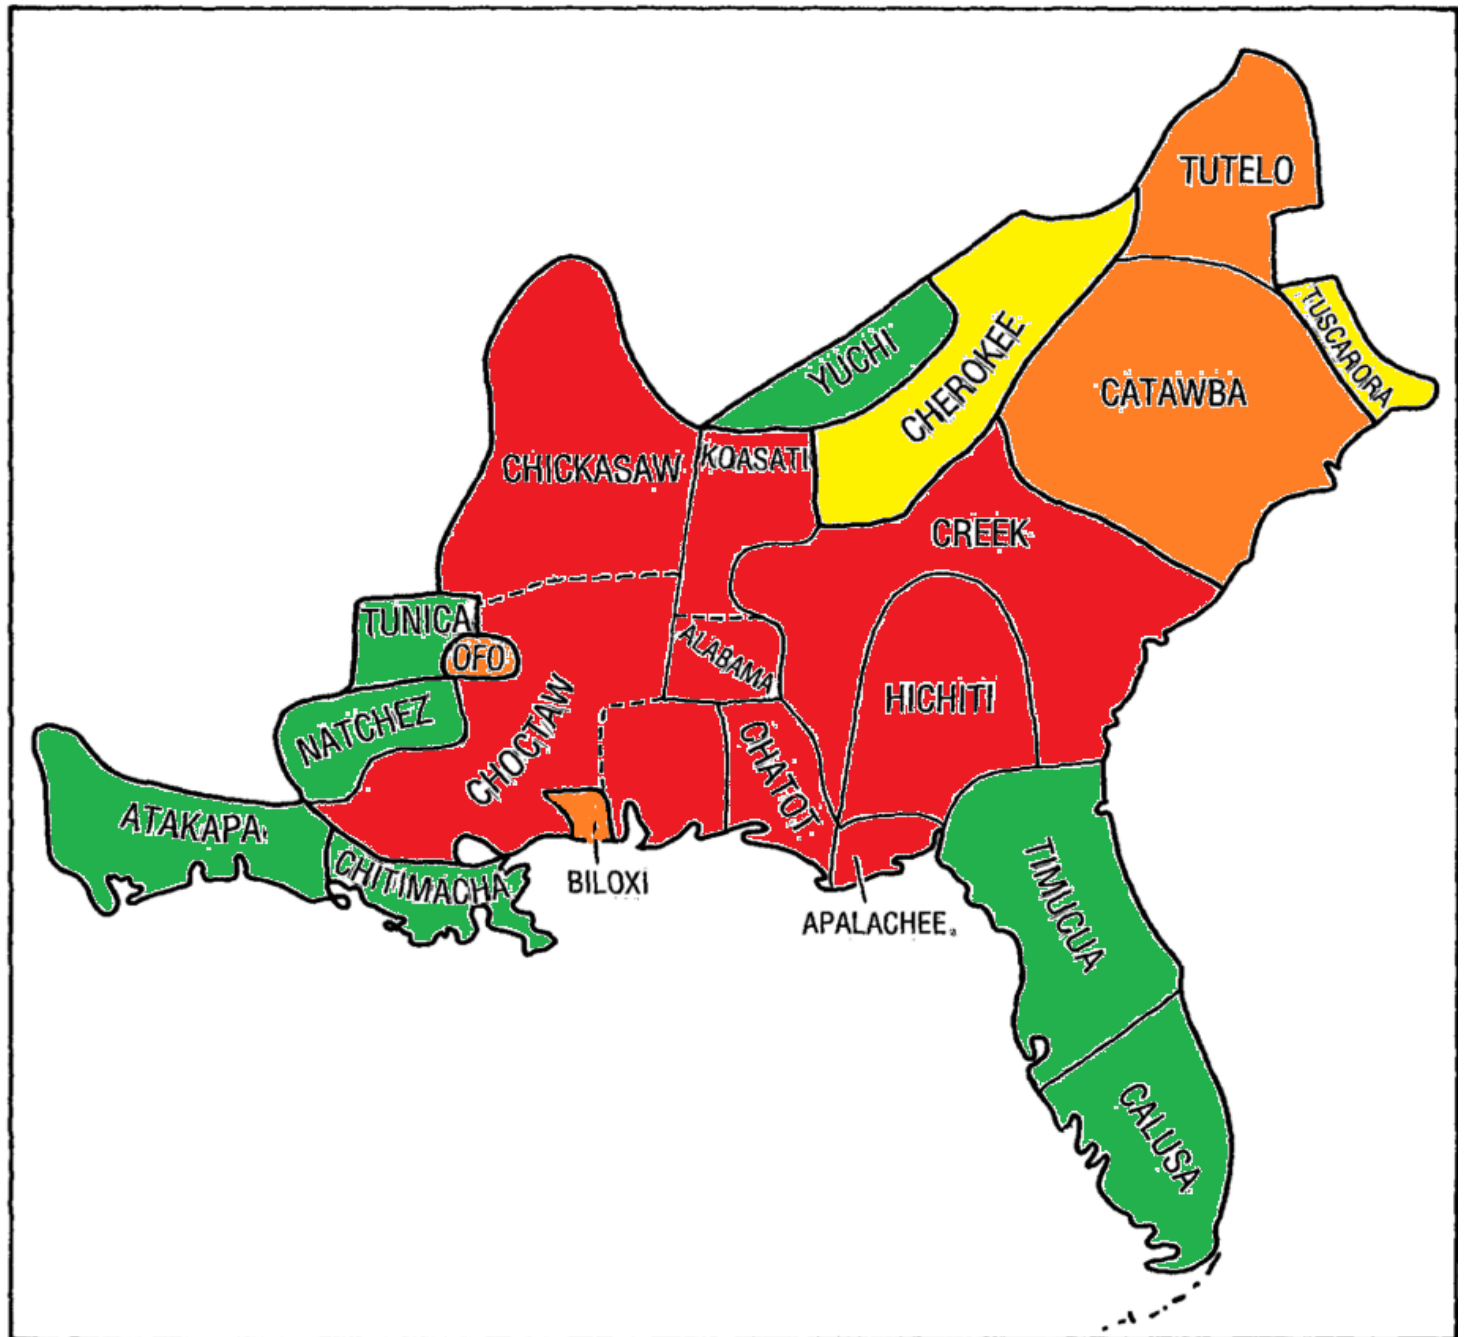 TUTELO
TUSCARORA
YUCHI
CHEROKEE
CATAWBA
CHICKASAW
KOASATI
CREEK
TUNICA
OFO
ALABAMA
HICHITI
NATCHEZ
CHOCTAW
CHATOT
ATAKAPA
CHITIMACHA
BILOXI
APALACHEE
TIMUCUA
CALUSA